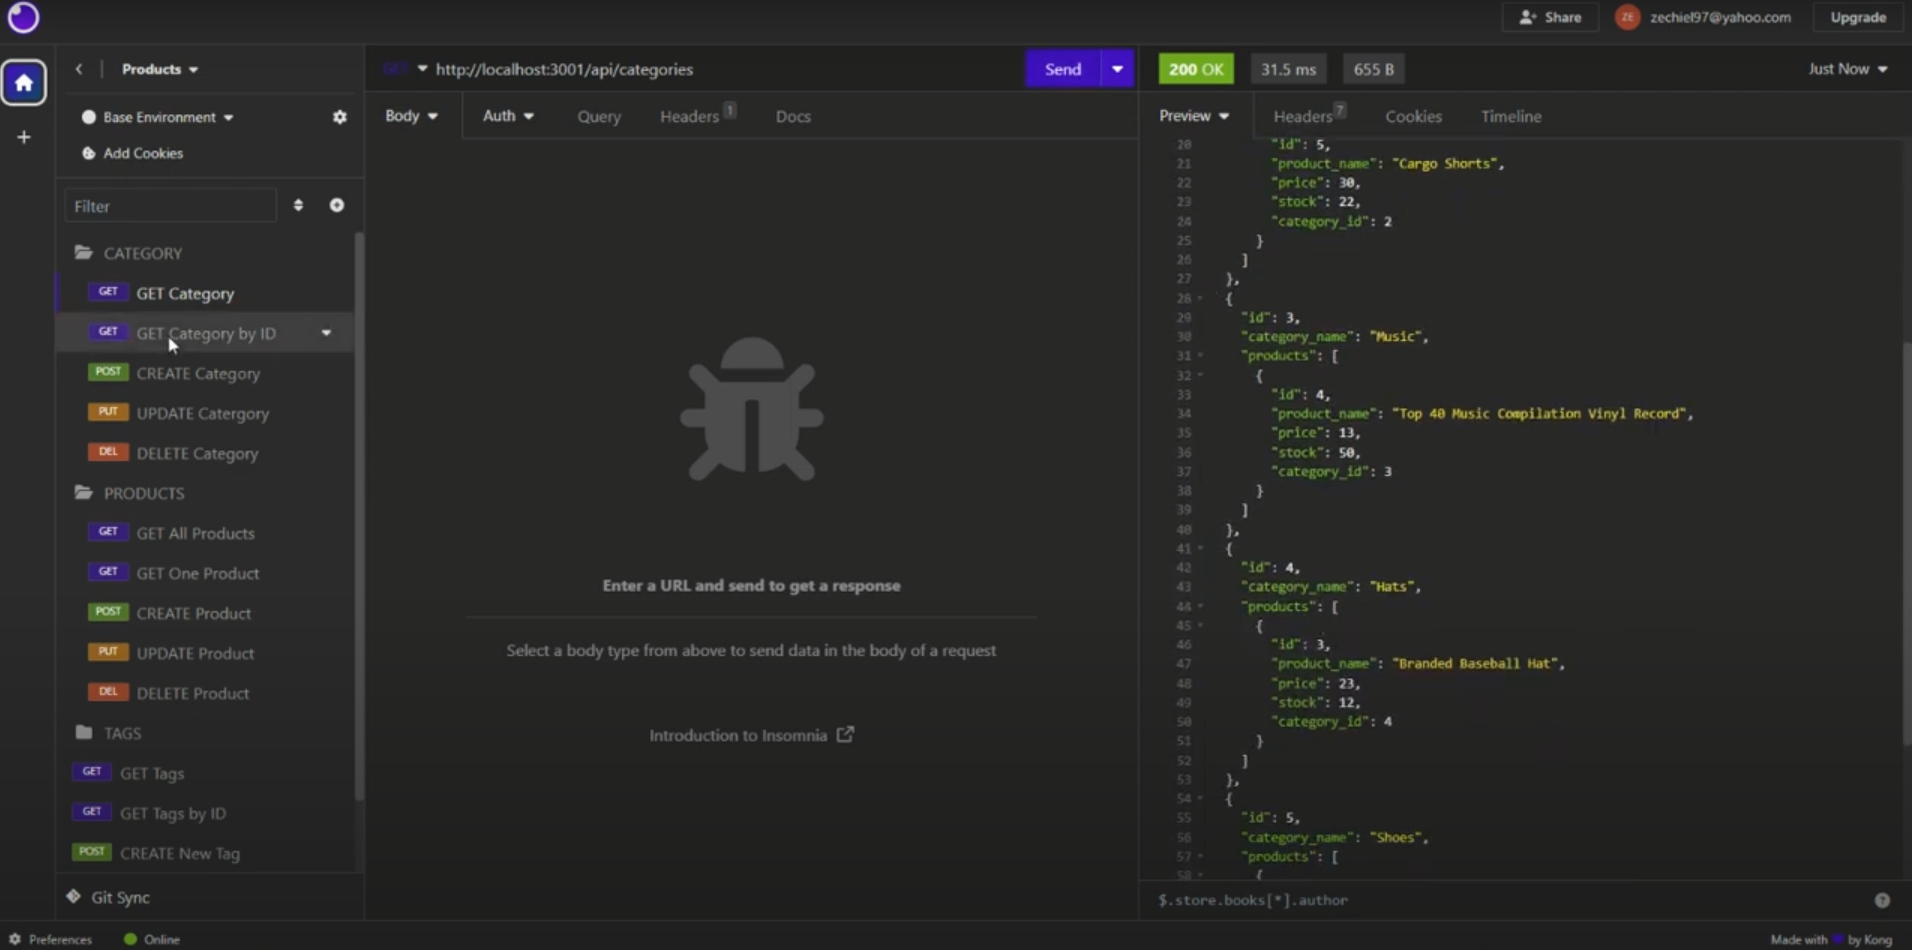 Share
ZE
zechiel97@yahoo.com
Upgrade
Products
GET
http://localhost:3001/api/categories
Send
200 OK
31.5 ms
655 B
Just Now
Base Environment
Add Cookies
Body
Auth
Query
Headers 1
Docs
Preview
Headers 7
Cookies
Timeline
Filter
CATEGORY
GET GET Category
GET GET Category by ID
POST CREATE Category
PUT UPDATE Catergory
DEL DELETE Category
PRODUCTS
GET GET All Products
GET GET One Product
POST CREATE Product
PUT UPDATE Product
DEL DELETE Product
TAGS
GET GET Tags
GET GET Tags by ID
POST CREATE New Tag
Git Sync
Enter a URL and send to get a response
Select a body type from above to send data in the body of a request
Introduction to Insomnia
20 "id": 5,
21 "product_name": "Cargo Shorts",
22 "price": 30,
23 "stock": 22,
24 "category_id": 2
25 }
26 ]
27 },
28 {
29 "id": 3,
30 "category_name": "Music",
31 "products": [
32 {
33 "id": 4,
34 "product_name": "Top 40 Music Compilation Vinyl Record",
35 "price": 13,
36 "stock": 50,
37 "category_id": 3
38 }
39 ]
40 },
41 {
42 "id": 4,
43 "category_name": "Hats",
44 "products": [
45 {
46 "id": 3,
47 "product_name": "Branded Baseball Hat",
48 "price": 23,
49 "stock": 12,
50 "category_id": 4
51 }
52 ]
53 },
54 {
55 "id": 5,
56 "category_name": "Shoes",
57 "products": [
58 {
$.store.books[*].author
Preferences
Online
Made with by Kong